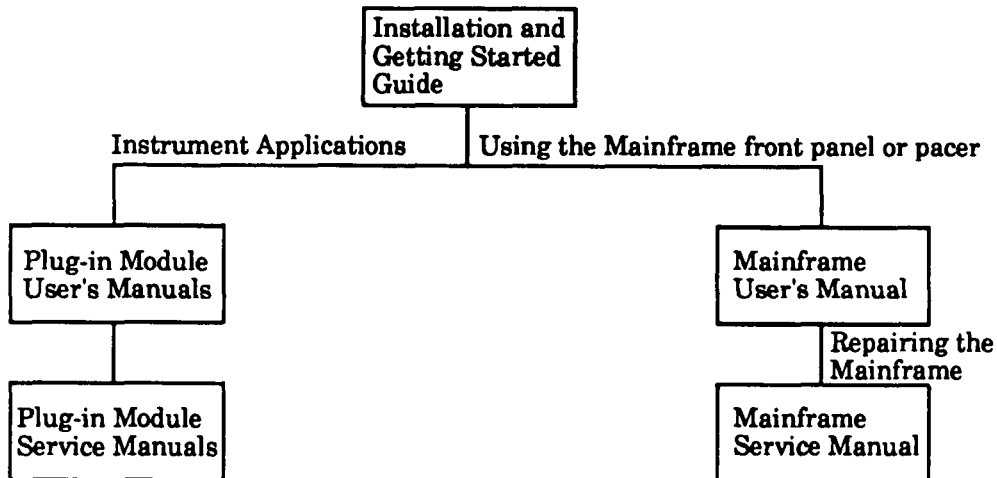 Installation and
Getting Started
Guide
Instrument Applications
Using the Mainframe front panel or pacer
Plug-in Module
User's Manuals
Mainframe
User's Manual
Repairing the
Mainframe
Plug-in Module
Service Manuals
Mainframe
Service Manual